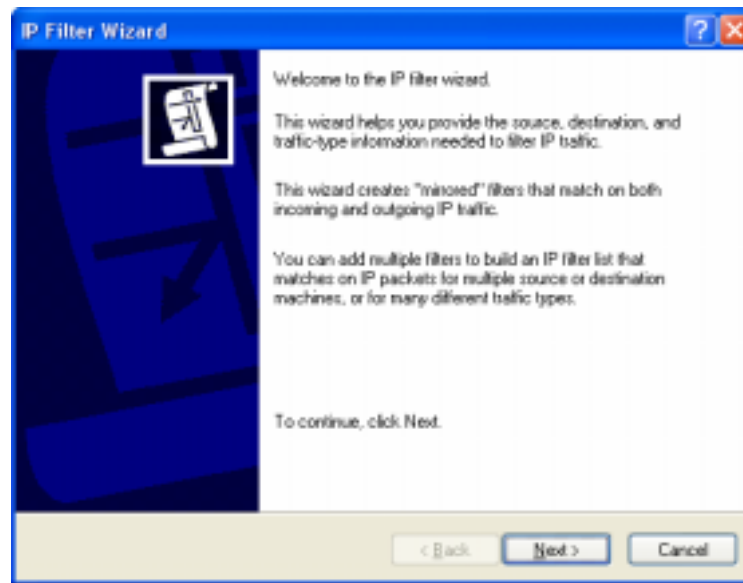 IP Filter Wizard
Welcome to the IP filter wizard.
This wizard helps you provide the source, destination, and
traffic-type information needed to filter IP traffic.
This wizard creates "mirrored" filters that match on both
incoming and outgoing IP traffic.
You can add multiple filters to build an IP filter list that
matches on IP packets for multiple source or destination
machines, or for many different traffic types.
To continue, click Next.
< Back
Next >
Cancel